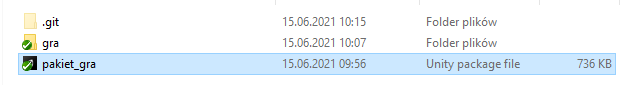 .git 15.06.2021 10:15 Folder plików
gra 15.06.2021 10:07 Folder plików
pakiet_gra 15.06.2021 09:56 Unity package file 736 KB